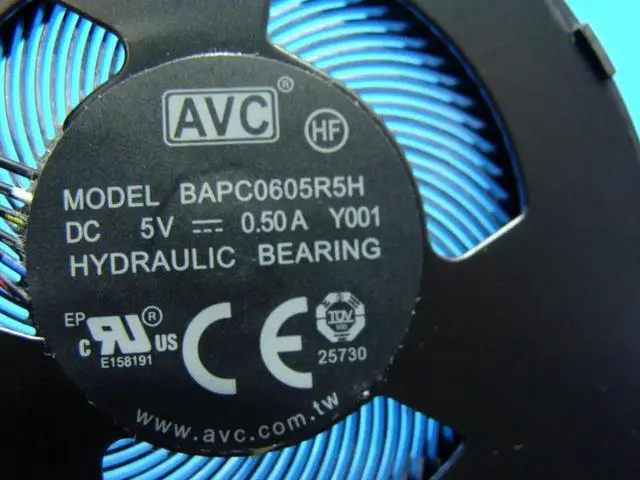 AVC®
HF
MODEL BAPC0605R5H
DC 5V ⎓ 0.50A Y001
HYDRAULIC BEARING
EP
c RU® US
E158191
CE
TÜV
25730
www.avc.com.tw